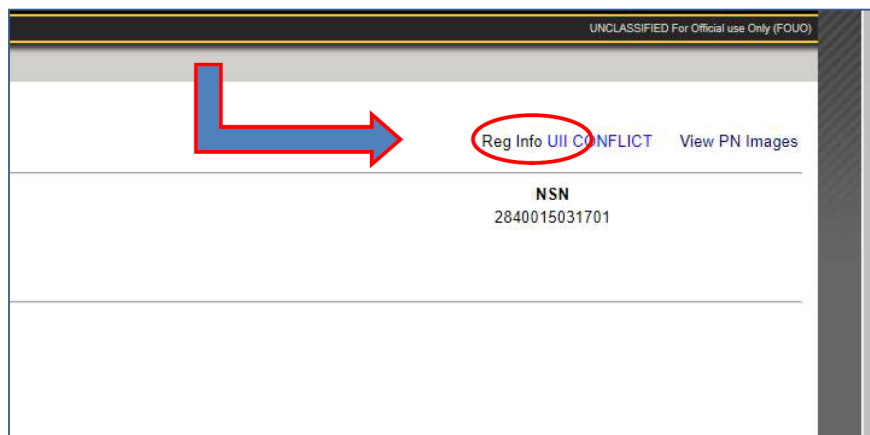 UNCLASSIFIED For Official use Only (FOUO)
Reg Info UII CONFLICT View PN Images
NSN
2840015031701